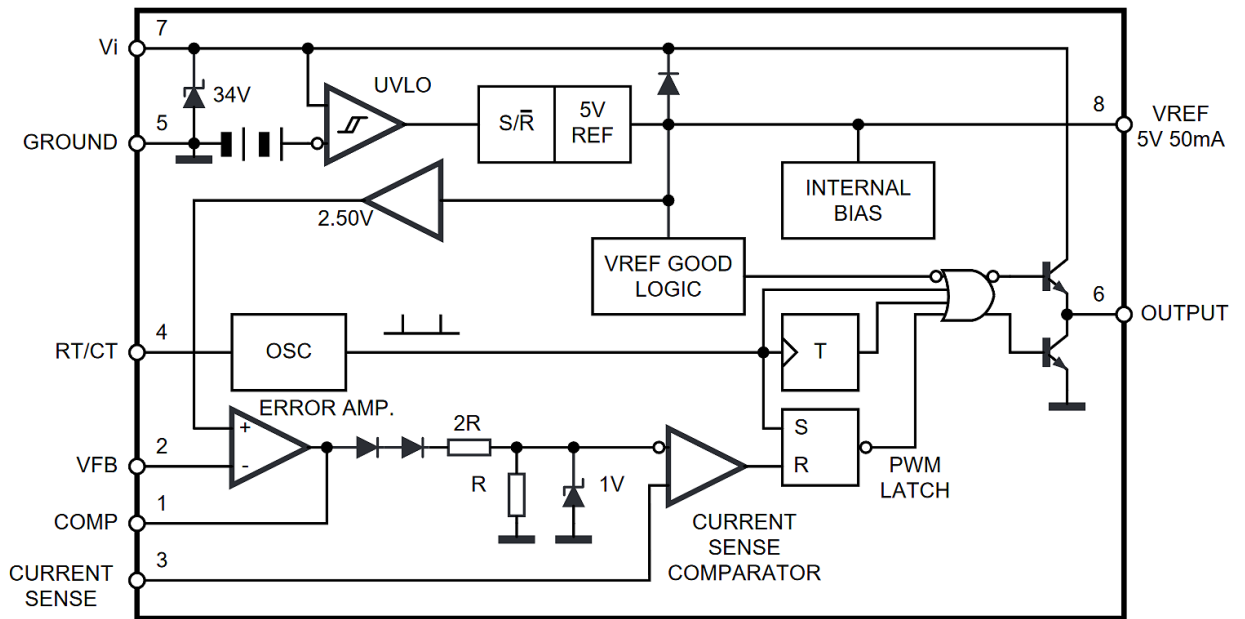 7
Vi
UVLO
34V
5
GROUND
S/R̅
5V
REF
8
VREF
5V 50mA
INTERNAL
BIAS
2.50V
VREF GOOD
LOGIC
6
OUTPUT
4
RT/CT
OSC
T
ERROR AMP.
+
-
2R
S
R
2
VFB
R
1V
PWM
LATCH
1
COMP
CURRENT
SENSE
COMPARATOR
3
CURRENT
SENSE